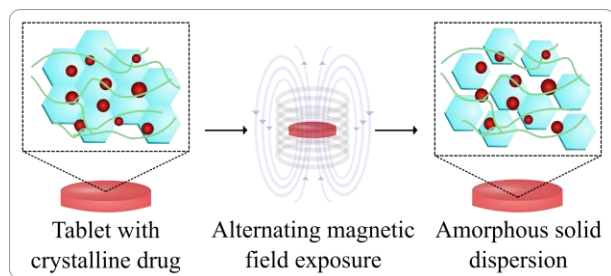 Tablet with
crystalline drug
Alternating magnetic
field exposure
Amorphous solid
dispersion